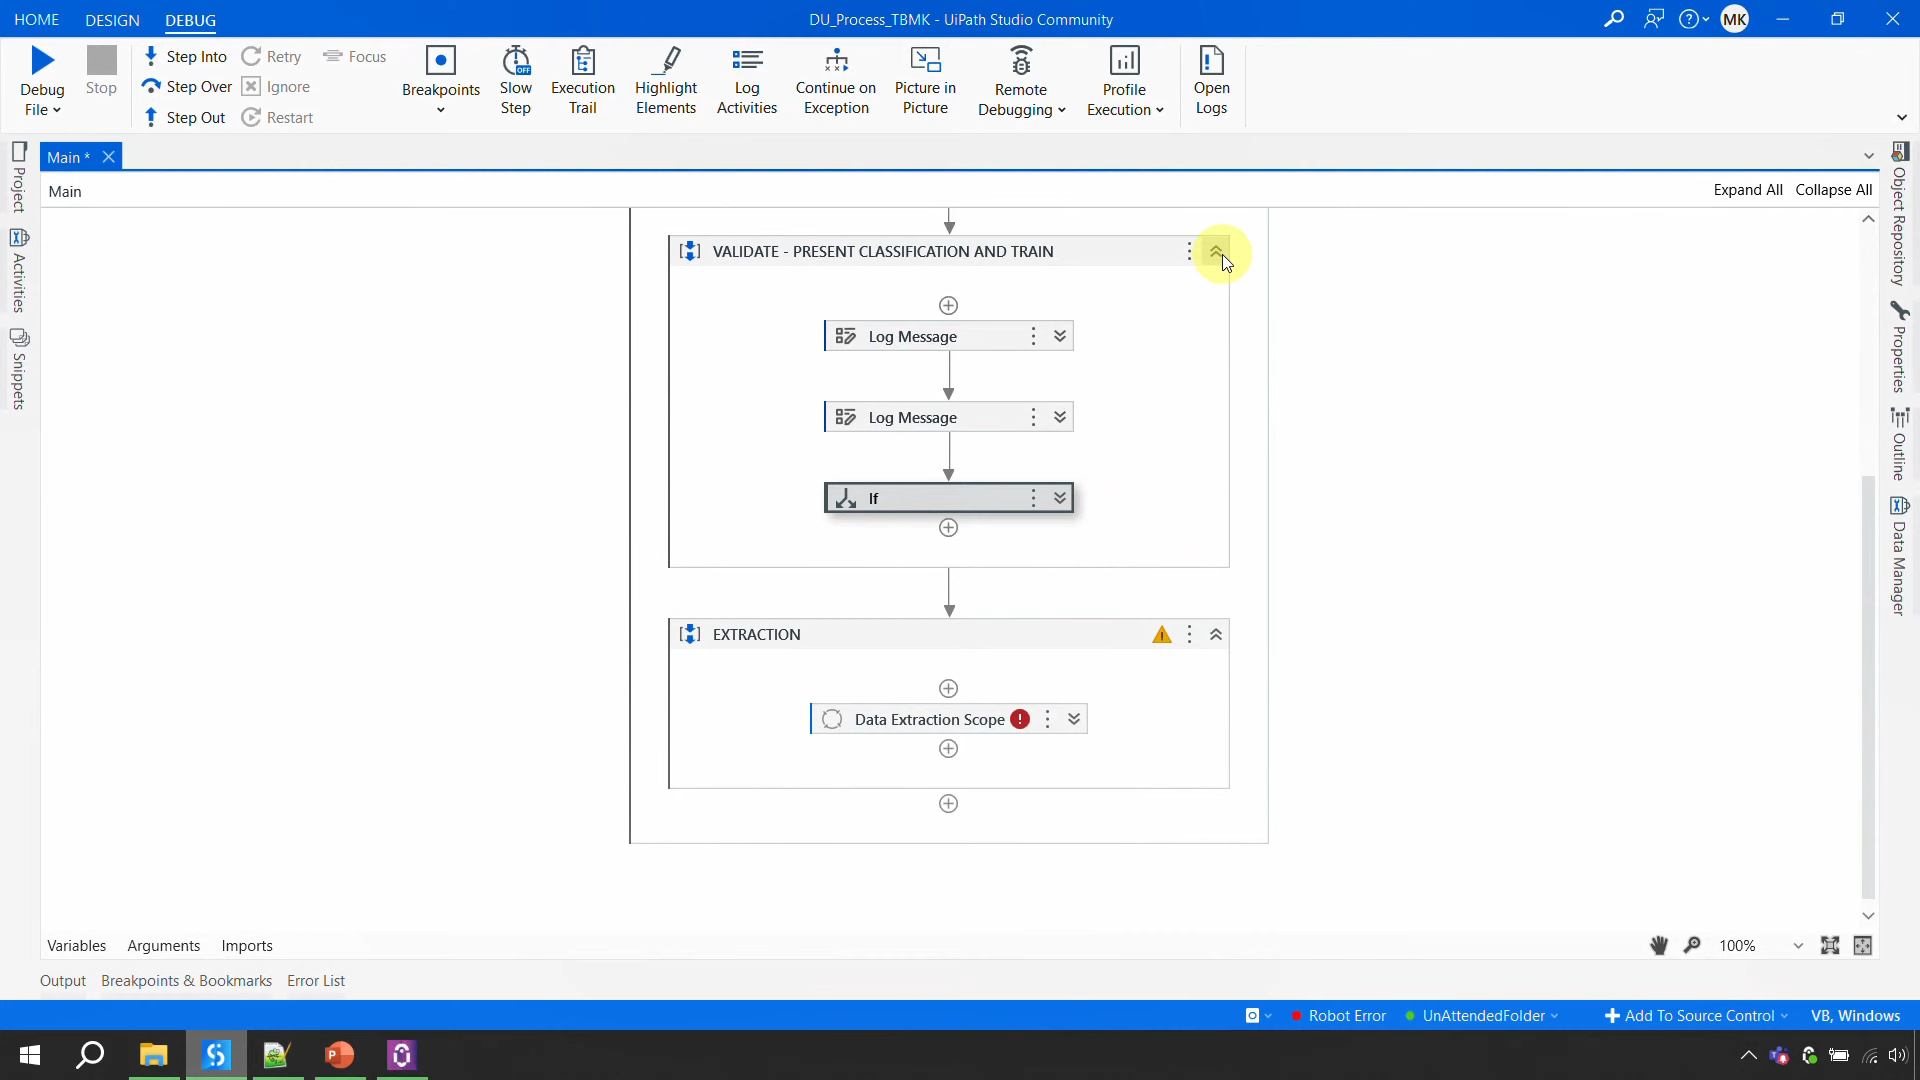 HOME DESIGN DEBUG
DU_Process_TBMK - UiPath Studio Community
MK
Debug File
Stop
Step Into
Step Over
Step Out
Retry
Ignore
Restart
Focus
Breakpoints
OFF
Slow Step
Execution Trail
Highlight Elements
Log Activities
Continue on Exception
Picture in Picture
Remote Debugging
Profile Execution
Open Logs
Main *
Main
Expand All Collapse All
Project
Activities
Snippets
Object Repository
Properties
Outline
Data Manager
VALIDATE - PRESENT CLASSIFICATION AND TRAIN
Log Message
Log Message
If
EXTRACTION
Data Extraction Scope
Variables Arguments Imports
100%
Output Breakpoints & Bookmarks Error List
Robot Error UnAttendedFolder Add To Source Control VB, Windows